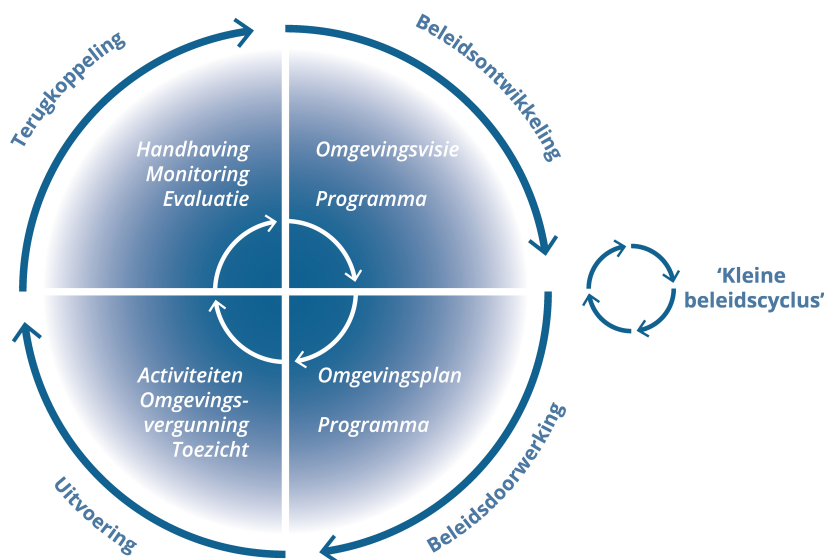 Terugkoppeling
Beleidsontwikkeling
Handhaving
Monitoring
Evaluatie
Omgevingsvisie
Programma
‘Kleine
beleidscyclus’
Activiteiten
Omgevings-
vergunning
Toezicht
Omgevingsplan
Programma
Uitvoering
Beleidsdoorwerking